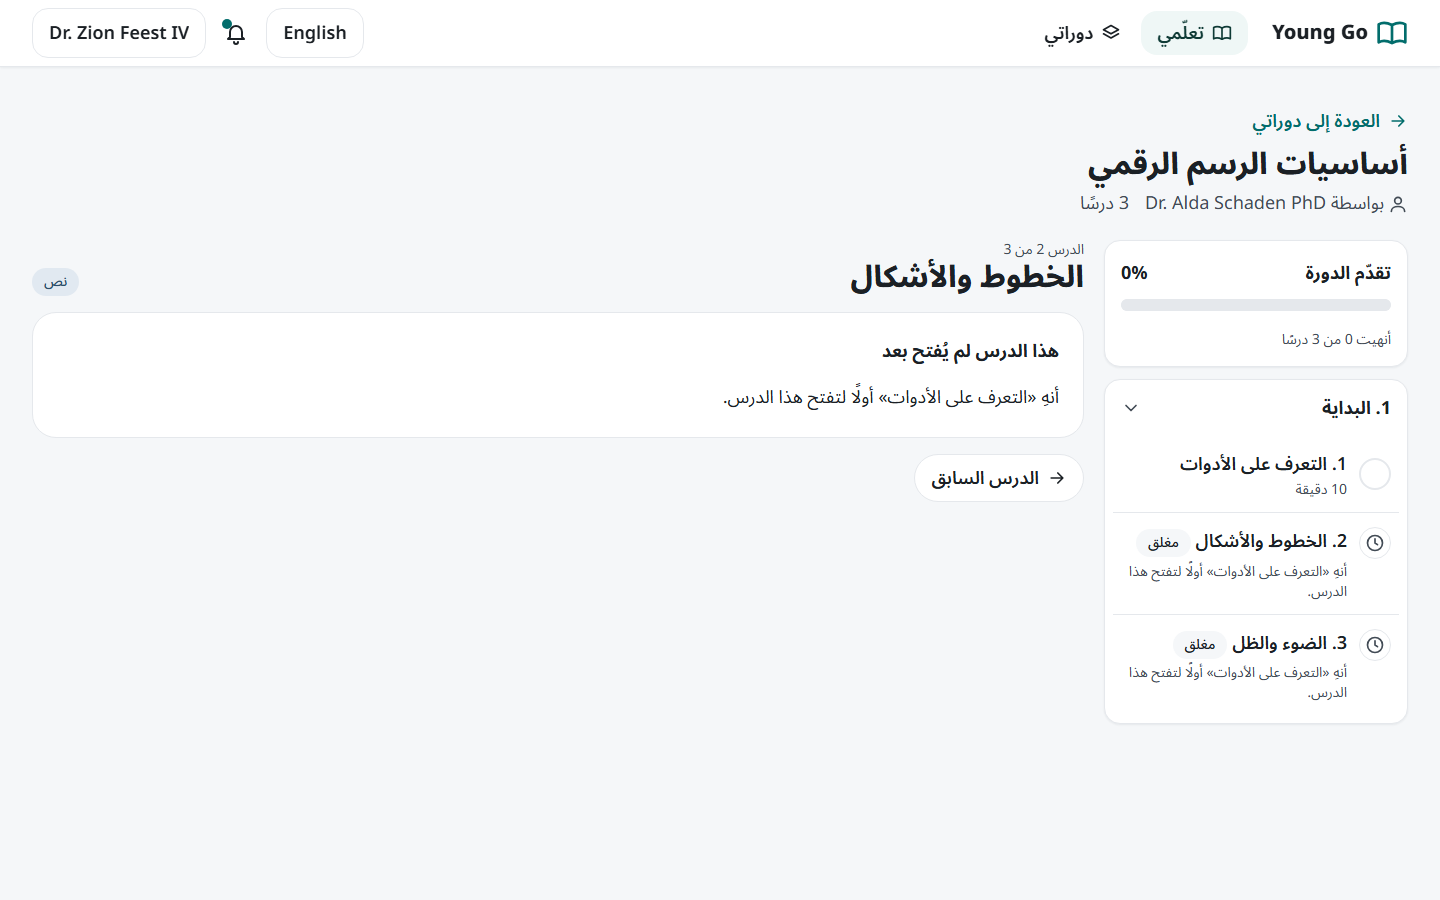 Young Go
تعلّمي
دوراتي
English
Dr. Zion Feest IV
العودة إلى دوراتي
أساسيات الرسم الرقمي
بواسطة Dr. Alda Schaden PhD
3 درسًا
تقدّم الدورة
0%
أنهيت 0 من 3 درسًا
1. البداية
1. التعرف على الأدوات
10 دقيقة
2. الخطوط والأشكال
مغلق
أنهِ «التعرف على الأدوات» أولًا لتفتح هذا
الدرس.
3. الضوء والظل
مغلق
أنهِ «التعرف على الأدوات» أولًا لتفتح هذا
الدرس.
الدرس 2 من 3
الخطوط والأشكال
نص
هذا الدرس لم يُفتح بعد
أنهِ «التعرف على الأدوات» أولًا لتفتح هذا الدرس.
الدرس السابق